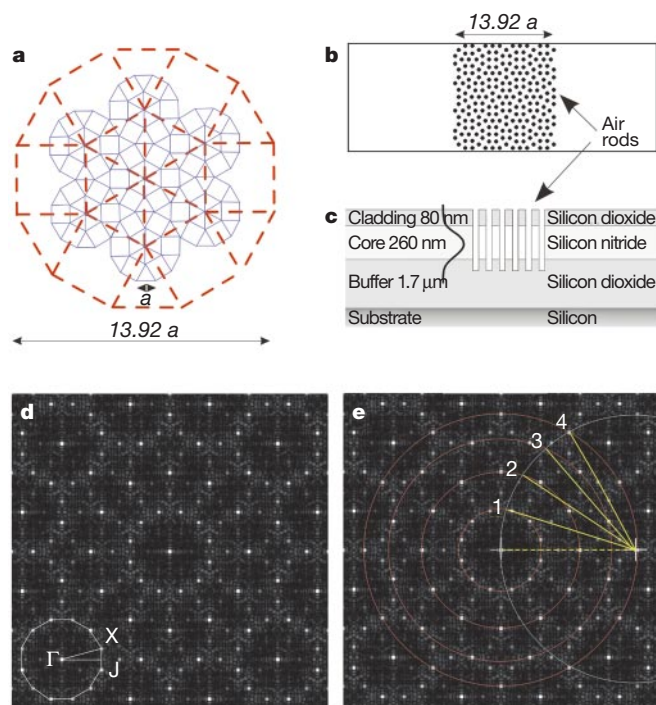 a
a
13.92 a
b
13.92 a
Air
rods
c
Cladding 80 nm
Silicon dioxide
Core 260 nm
Silicon nitride
Buffer 1.7 μm
Silicon dioxide
Substrate
Silicon
d
Γ
X
J
e
1
2
3
4